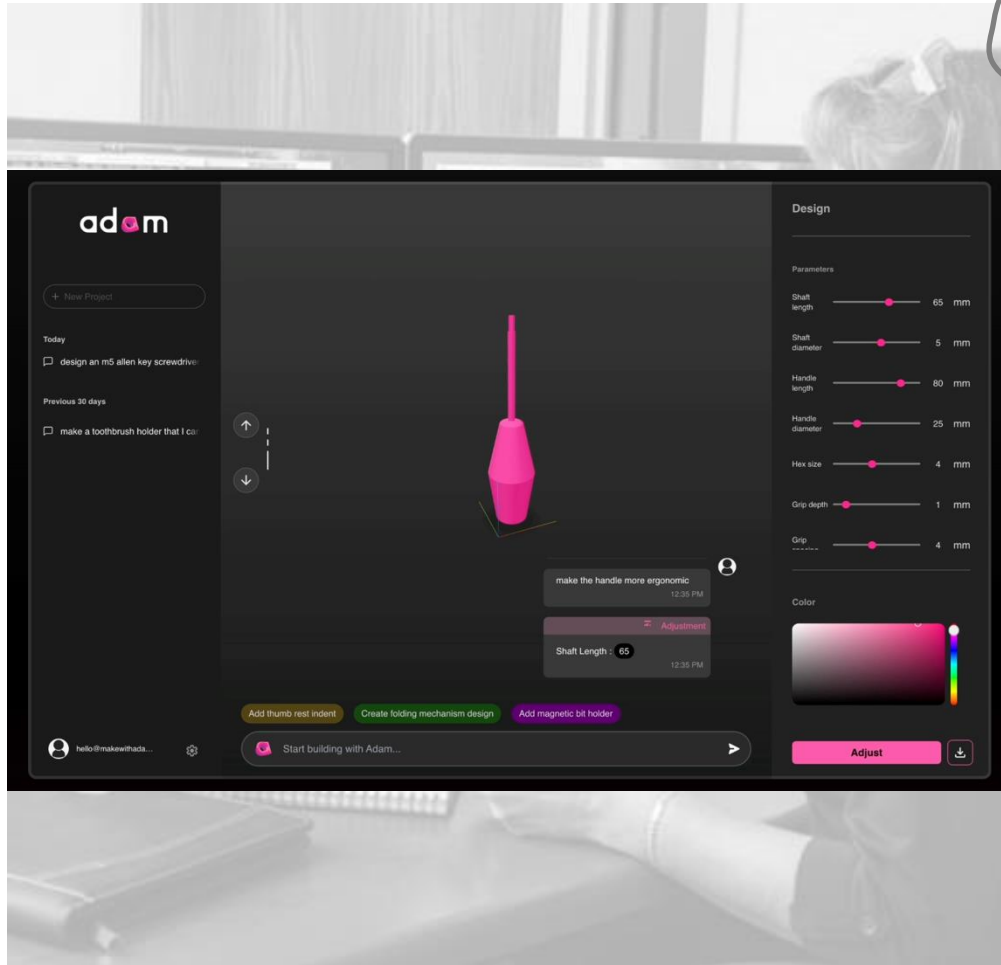 adam
+ New Project
Today
design an m5 allen key screwdriver
Previous 30 days
make a toothbrush holder that I car
hello@makewithada...
make the handle more ergonomic
12:35 PM
Adjustment
Shaft Length : 65
12:35 PM
Add thumb rest indent
Create folding mechanism design
Add magnetic bit holder
Start building with Adam...
Design
Parameters
Shaft length 65 mm
Shaft diameter 5 mm
Handle length 80 mm
Handle diameter 25 mm
Hex size 4 mm
Grip depth 1 mm
Grip 4 mm
Color
Adjust